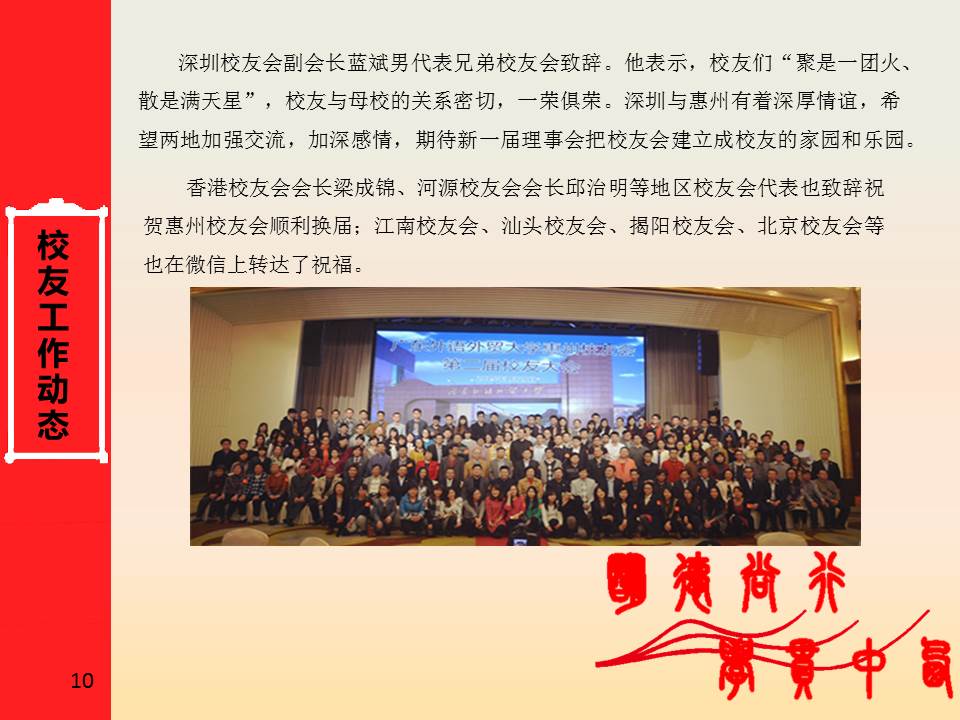 深圳校友会副会长蓝斌男代表兄弟校友会致辞。他表示，校友们“聚是一团火、
散是满天星”，校友与母校的关系密切，一荣俱荣。深圳与惠州有着深厚情谊，希
望两地加强交流，加深感情，期待新一届理事会把校友会建立成校友的家园和乐园。
香港校友会会长梁成锦、河源校友会会长邱治明等地区校友会代表也致辞祝
贺惠州校友会顺利换届；江南校友会、汕头校友会、揭阳校友会、北京校友会等
也在微信上转达了祝福。
校友工作动态
广东外语外贸大学惠州校友会
第二届校友大会
明德尚行
學貫中西
10